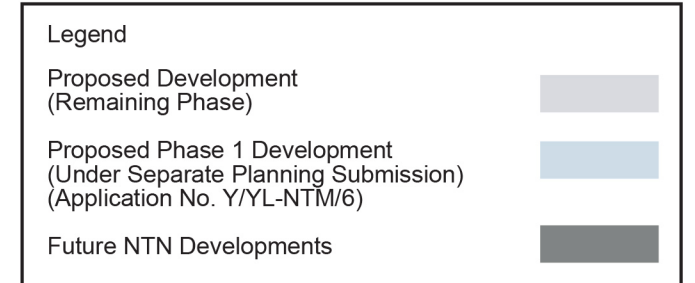 Legend
Proposed Development
(Remaining Phase)
Proposed Phase 1 Development
(Under Separate Planning Submission)
(Application No. Y/YL-NTM/6)
Future NTN Developments